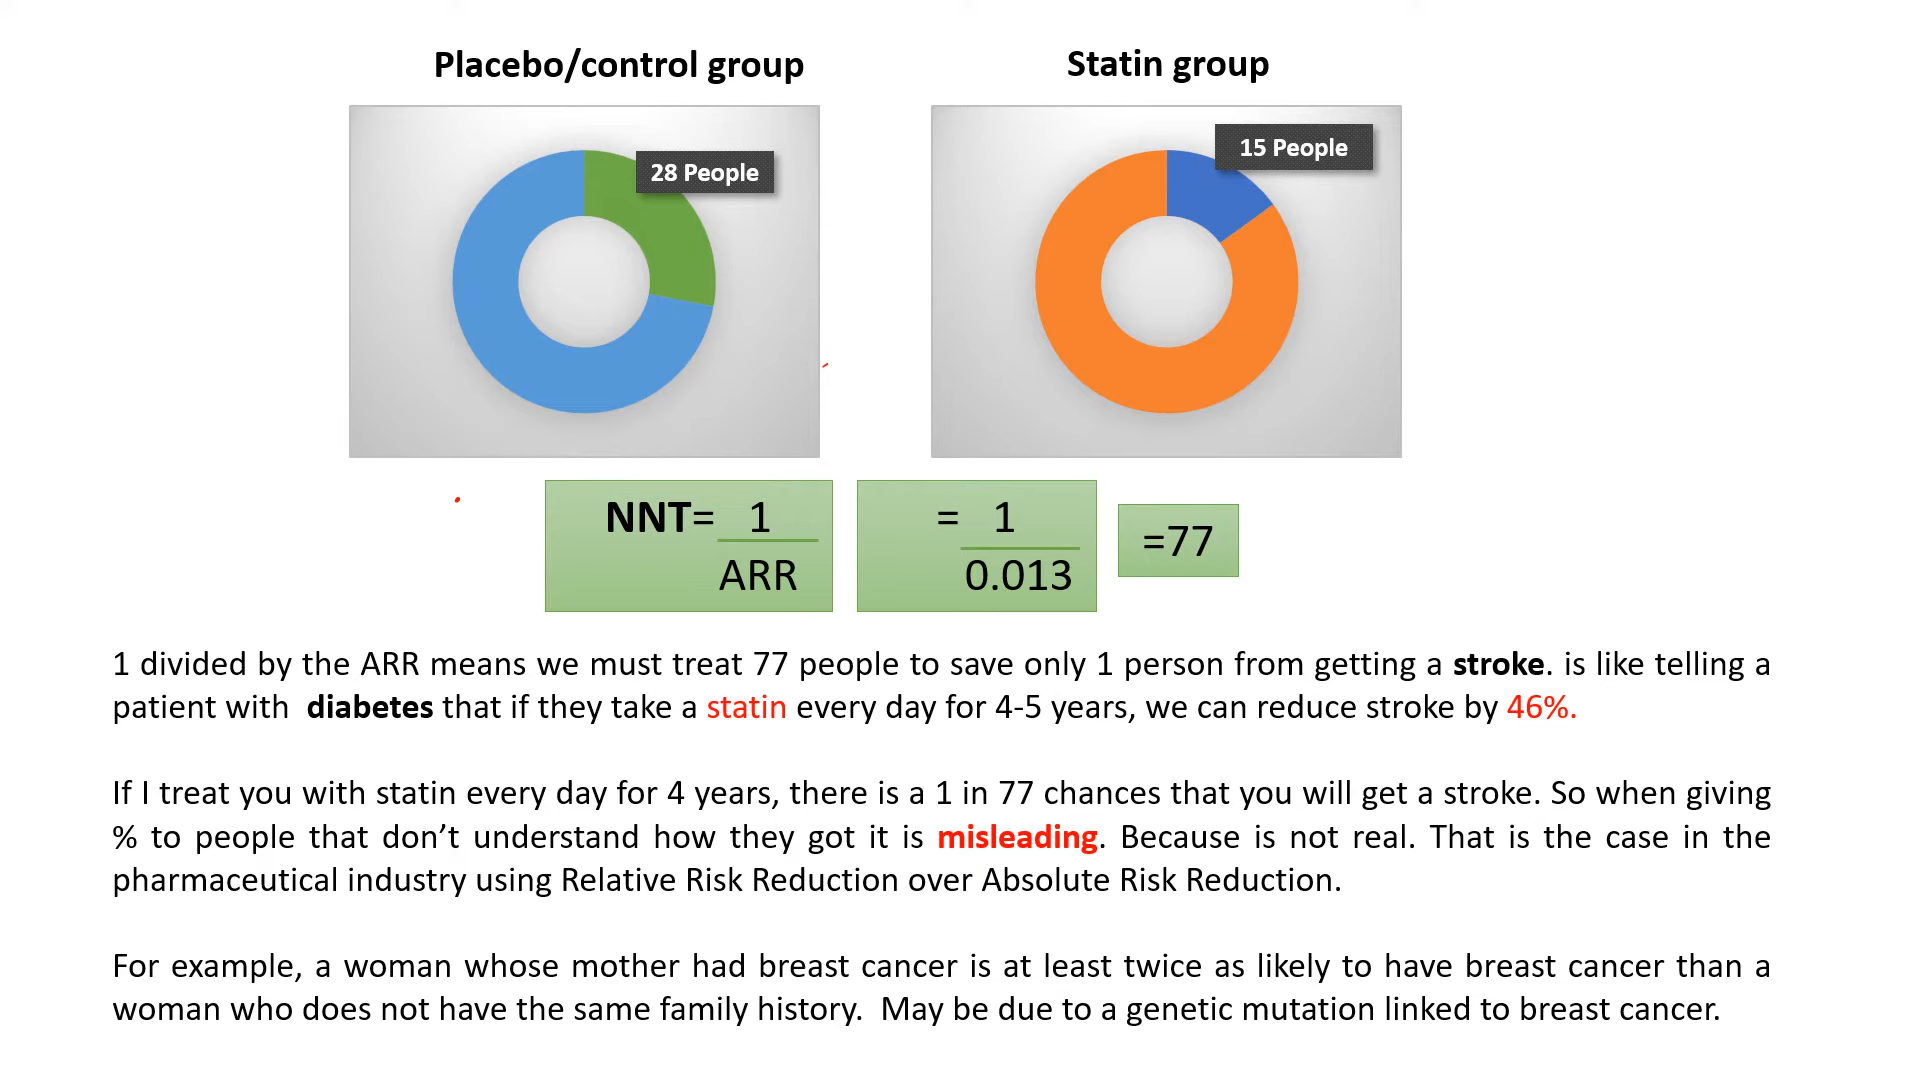 Placebo/control group
Statin group
28 People
15 People
NNT= 1
ARR
= 1
0.013
=77
1 divided by the ARR means we must treat 77 people to save only 1 person from getting a stroke. is like telling a
patient with diabetes that if they take a statin every day for 4-5 years, we can reduce stroke by 46%.
If I treat you with statin every day for 4 years, there is a 1 in 77 chances that you will get a stroke. So when giving
% to people that don’t understand how they got it is misleading. Because is not real. That is the case in the
pharmaceutical industry using Relative Risk Reduction over Absolute Risk Reduction.
For example, a woman whose mother had breast cancer is at least twice as likely to have breast cancer than a
woman who does not have the same family history. May be due to a genetic mutation linked to breast cancer.